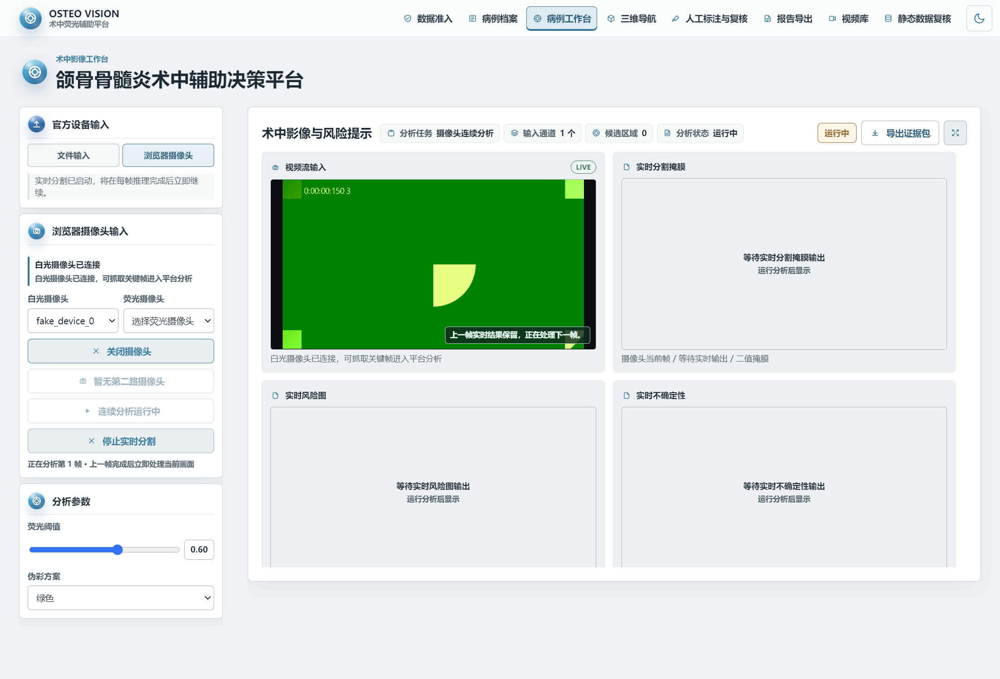 OSTEO VISION
术中荧光辅助平台
数据准入
病例档案
病例工作台
三维导航
人工标注与复核
报告导出
视频库
静态数据复核
术中影像工作台
颌骨骨髓炎术中辅助决策平台
官方设备输入
文件输入
浏览器摄像头
实时分割已启动，将在每帧推理完成后立即继
续。
浏览器摄像头输入
白光摄像头已连接
白光摄像头已连接，可抓取关键帧进入平台分析
白光摄像头
荧光摄像头
fake_device_0
选择荧光摄像头
关闭摄像头
暂无第二路摄像头
连续分析运行中
停止实时分割
正在分析第 1 帧 • 上一帧完成后立即处理当前画面
分析参数
荧光阈值
0.60
伪彩方案
绿色
术中影像与风险提示
分析任务 摄像头连续分析
输入通道 1 个
候选区域 0
分析状态 运行中
运行中
导出证据包
视频流输入
LIVE
0:00:00:150 3
上一帧实时结果保留，正在处理下一帧。
白光摄像头已连接，可抓取关键帧进入平台分析
实时分割掩膜
等待实时分割掩膜输出
运行分析后显示
摄像头当前帧 / 等待实时输出 / 二值掩膜
实时风险图
等待实时风险图输出
运行分析后显示
实时不确定性
等待实时不确定性输出
运行分析后显示